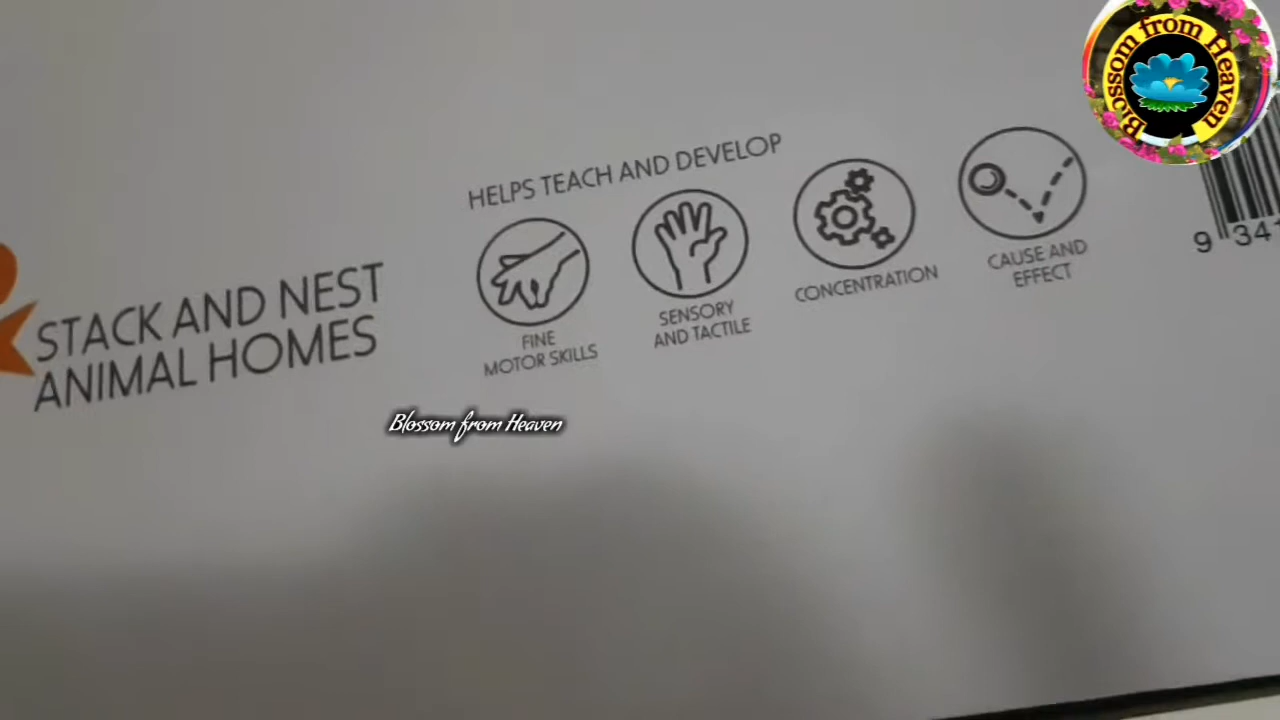 Blossom from Heaven
HELPS TEACH AND DEVELOP
STACK AND NEST
ANIMAL HOMES
FINE
MOTOR SKILLS
SENSORY
AND TACTILE
CONCENTRATION
CAUSE AND
EFFECT
9 341
Blossom from Heaven